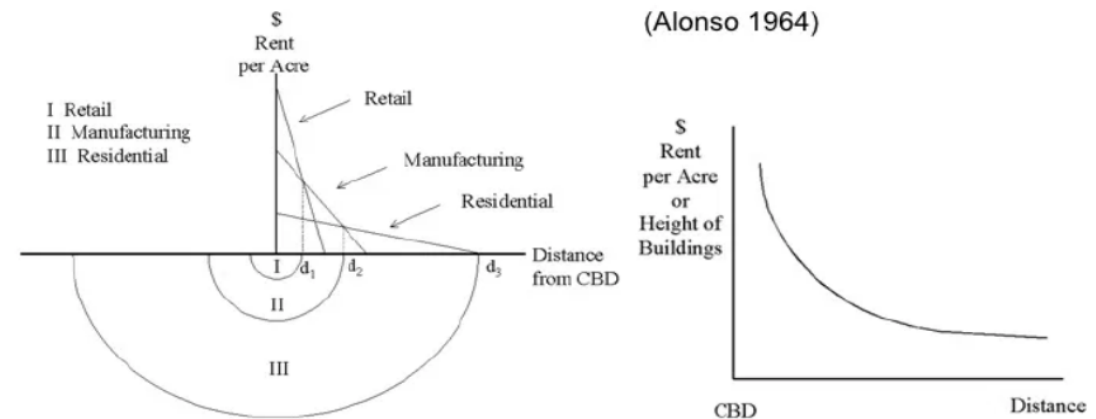 (Alonso 1964)
$
Rent
per Acre
I Retail
II Manufacturing
III Residential
Retail
Manufacturing
Residential
Distance
from CBD
I
d1
d2
d3
II
III
$
Rent
per Acre
or
Height of
Buildings
CBD
Distance